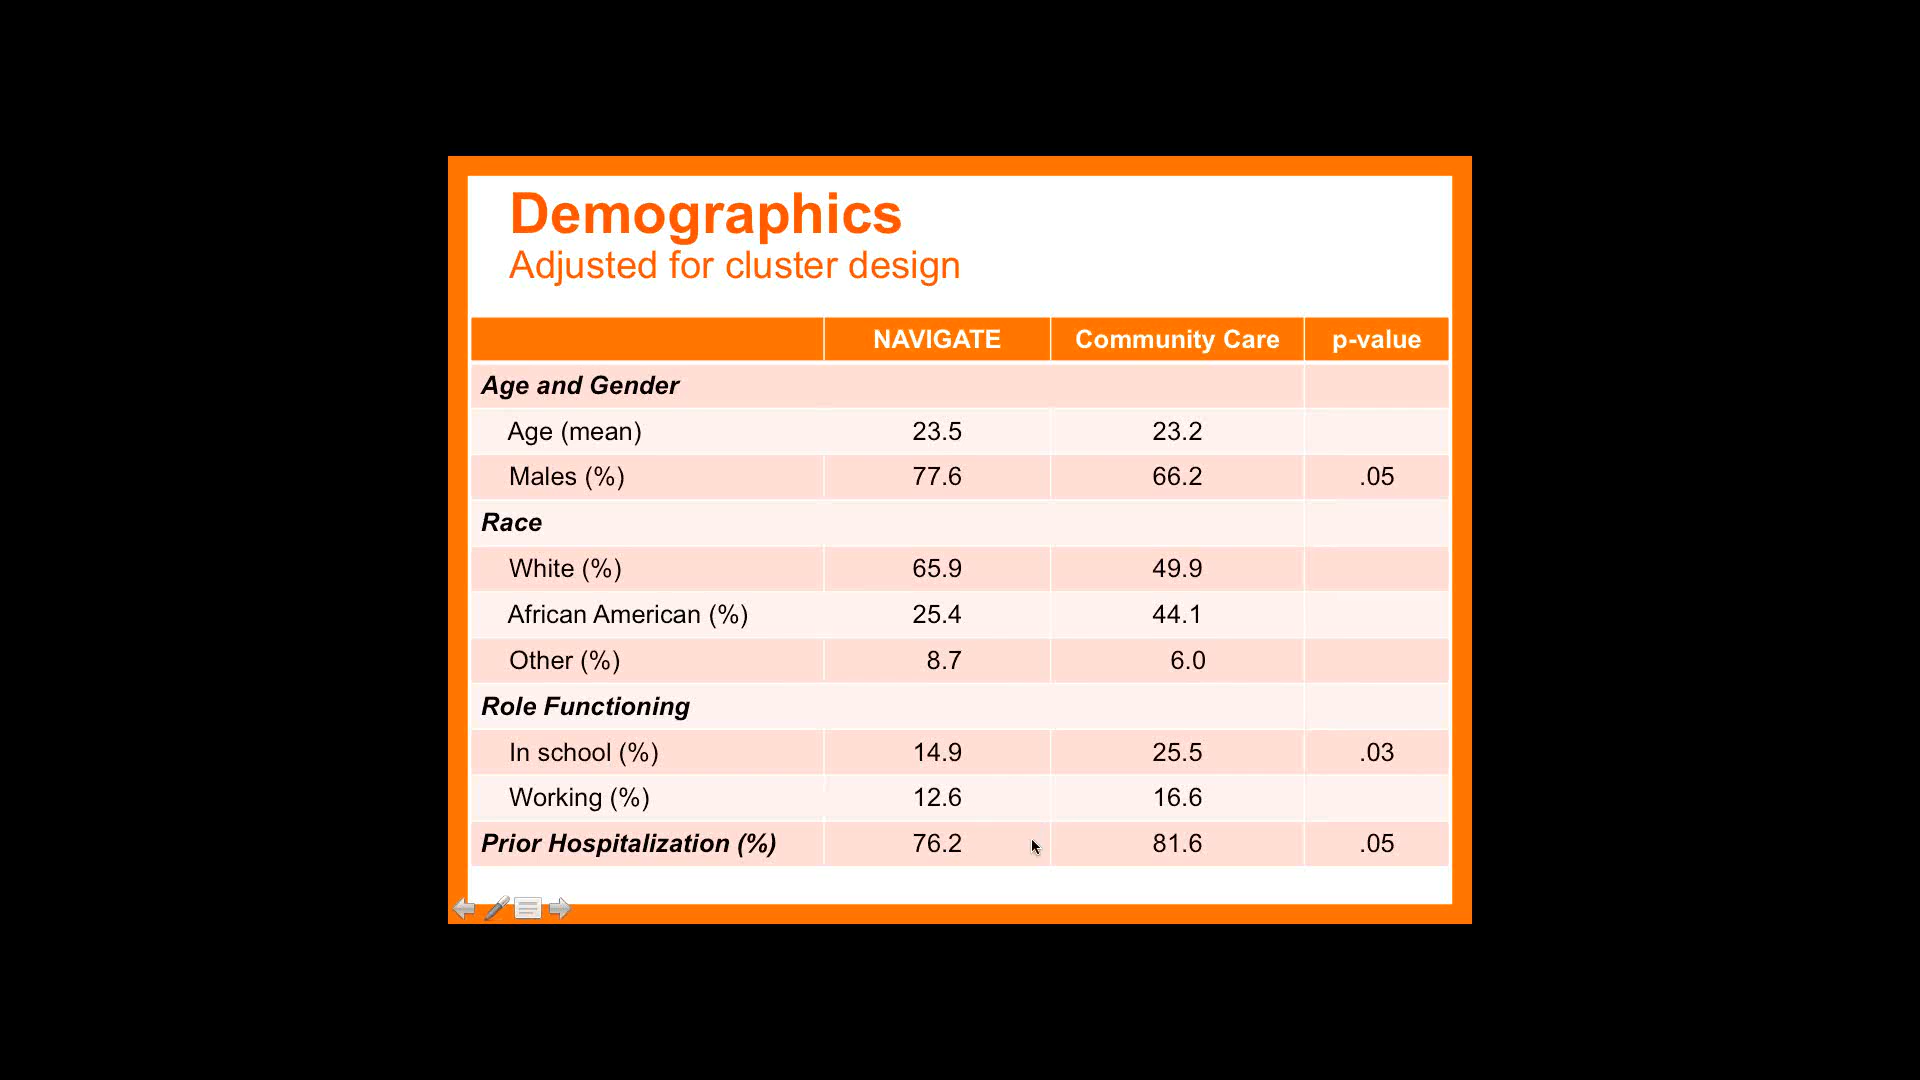 Demographics
Adjusted for cluster design
NAVIGATE Community Care p-value
Age and Gender
Age (mean) 23.5 23.2
Males (%) 77.6 66.2 .05
Race
White (%) 65.9 49.9
African American (%) 25.4 44.1
Other (%) 8.7 6.0
Role Functioning
In school (%) 14.9 25.5 .03
Working (%) 12.6 16.6
Prior Hospitalization (%) 76.2 81.6 .05